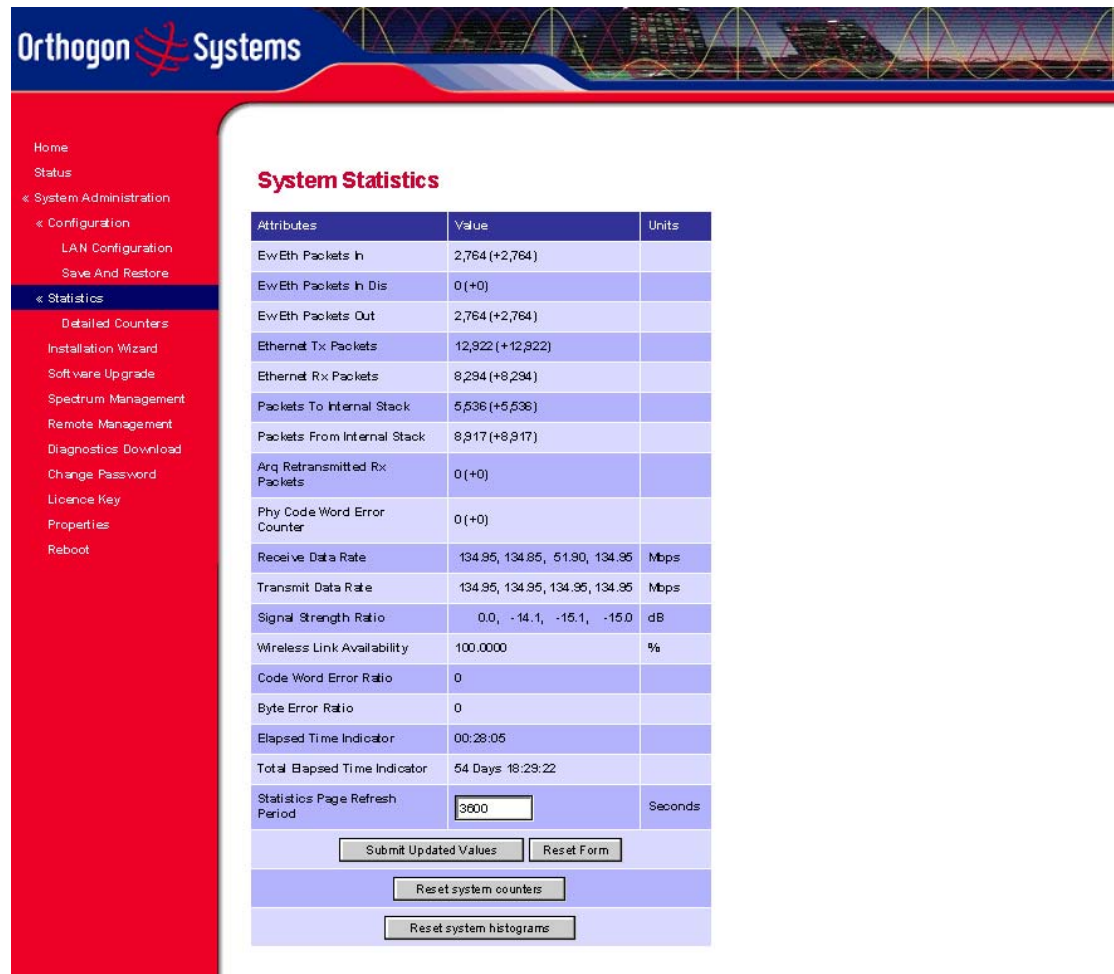 Orthogon Systems
Home
Status
« System Administration
« Configuration
LAN Configuration
Save And Restore
« Statistics
Detailed Counters
Installation Wizard
Software Upgrade
Spectrum Management
Remote Management
Diagnostics Download
Change Password
Licence Key
Properties
Reboot
System Statistics
Attributes Value Units
EwEth Packets In 2,764 (+2,764)
EwEth Packets In Dis 0 (+0)
EwEth Packets Out 2,764 (+2,764)
Ethernet Tx Packets 12,922 (+12,922)
Ethernet Rx Packets 8,294 (+8,294)
Packets To Internal Stack 5,536 (+5,536)
Packets From Internal Stack 8,917 (+8,917)
Arq Retransmitted Rx
Packets 0 (+0)
Phy Code Word Error
Counter 0 (+0)
Receive Data Rate 134.95, 134.85, 51.90, 134.95 Mbps
Transmit Data Rate 134.95, 134.95, 134.95, 134.95 Mbps
Signal Strength Ratio 0.0, -14.1, -15.1, -15.0 dB
Wireless Link Availability 100.0000 %
Code Word Error Ratio 0
Byte Error Ratio 0
Elapsed Time Indicator 00:28:05
Total Elapsed Time Indicator 54 Days 18:29:22
Statistics Page Refresh
Period 3600 Seconds
Submit Updated Values Reset Form
Reset system counters
Reset system histograms